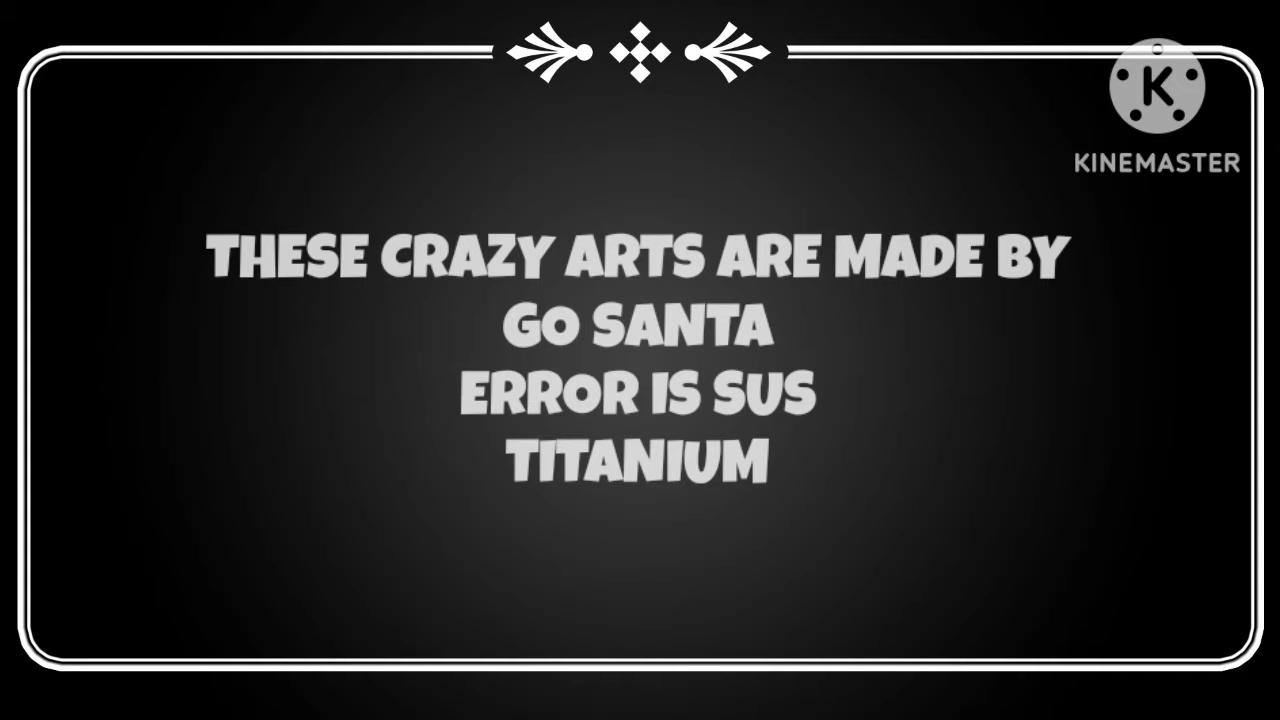 K
KINEMASTER
THESE CRAZY ARTS ARE MADE BY
GO SANTA
ERROR IS SUS
TITANIUM